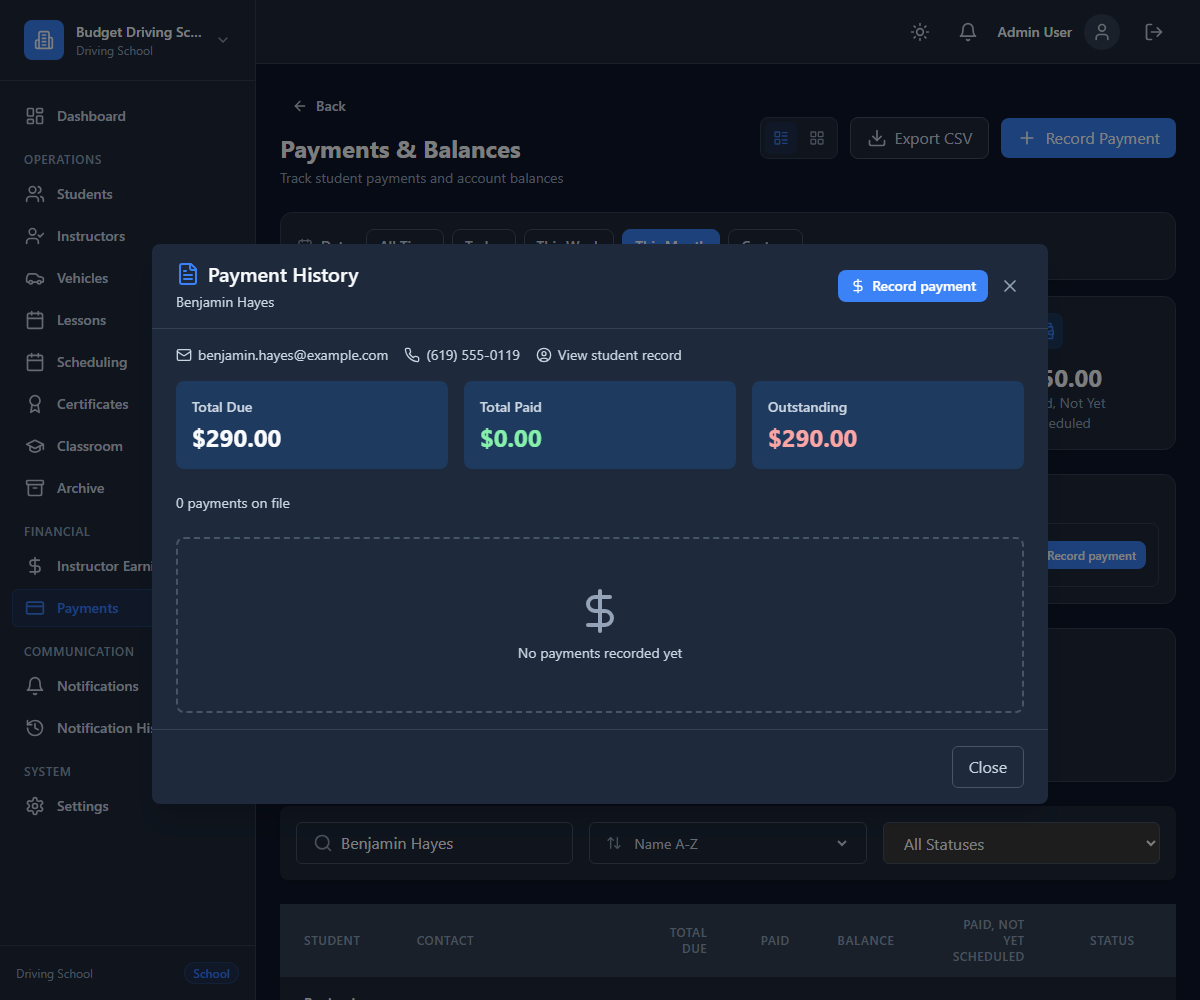 Budget Driving Sc...
Driving School
Admin User
Dashboard
OPERATIONS
Students
Instructors
Vehicles
Lessons
Scheduling
Certificates
Classroom
Archive
FINANCIAL
Instructor Earni
Payments
COMMUNICATION
Notifications
Notification His
SYSTEM
Settings
Driving School
School
Back
Payments & Balances
Track student payments and account balances
Export CSV
Record Payment
Payment History
Benjamin Hayes
Record payment
benjamin.hayes@example.com
(619) 555-0119
View student record
Total Due
$290.00
Total Paid
$0.00
Outstanding
$290.00
0 payments on file
$
No payments recorded yet
Close
Record payment
Benjamin Hayes
Name A-Z
All Statuses
STUDENT
CONTACT
TOTAL
DUE
PAID
BALANCE
PAID, NOT
YET
SCHEDULED
STATUS